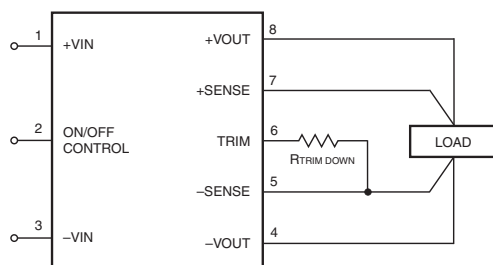 1 +VIN
2 ON/OFF
CONTROL
3 –VIN
+VOUT 8
+SENSE 7
TRIM 6
RTRIM DOWN
–SENSE 5
–VOUT 4
LOAD